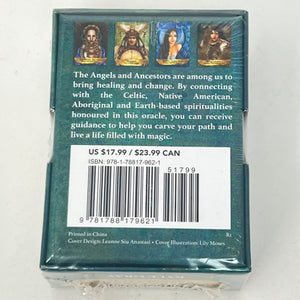 The Angels and Ancestors are among us to
bring healing and change. By connecting
with the Celtic, Native American,
Aboriginal and Earth-based spiritualities
honoured in this oracle, you can receive
guidance to help you carve your path and
live a life filled with magic.
US $17.99 / $23.99 CAN
ISBN: 978-1-78817-962-1
51799
9 781788 179621
Printed in China
Cover Design: Leanne Siu Anastasi • Cover Illustration: Lily Moses